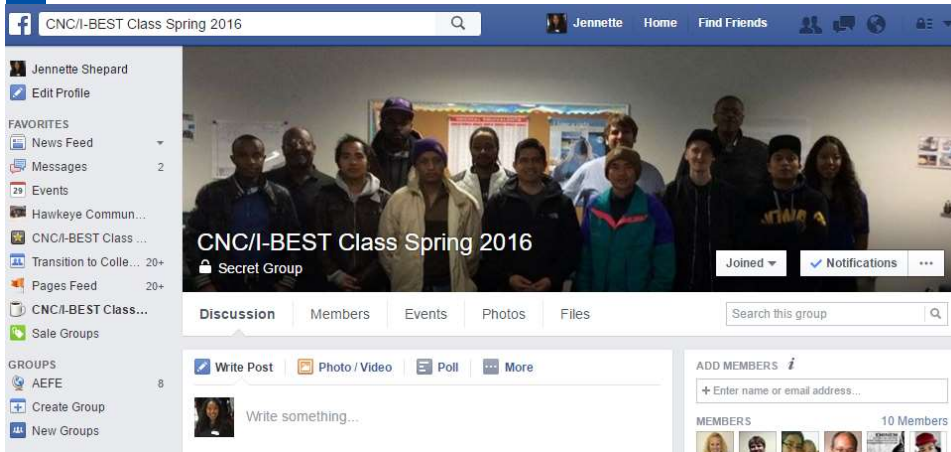 CNC/I-BEST Class Spring 2016
Jennette Home Find Friends
Jennette Shepard
Edit Profile
FAVORITES
News Feed
Messages 2
29 Events
Hawkeye Commun...
CNC/I-BEST Class ...
Transition to Colle... 20+
Pages Feed 20+
CNC/I-BEST Class...
Sale Groups
GROUPS
AEFE 8
Create Group
New Groups
CNC/I-BEST Class Spring 2016
Secret Group
Joined
Notifications
Discussion Members Events Photos Files
Search this group
Write Post Photo / Video Poll More
Write something...
ADD MEMBERS i
+ Enter name or email address...
MEMBERS 10 Members